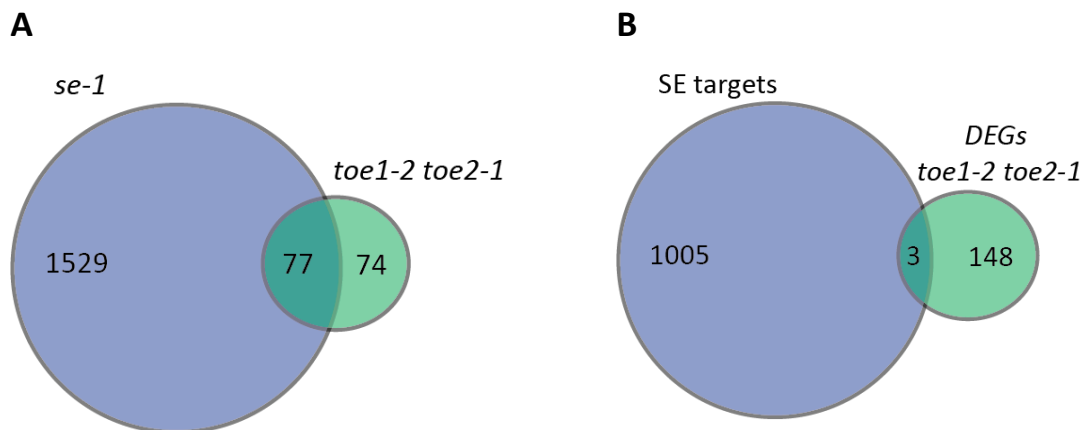 A
se-1
toe1-2 toe2-1
1529
77
74
B
SE targets
DEGs
toe1-2 toe2-1
1005
3
148